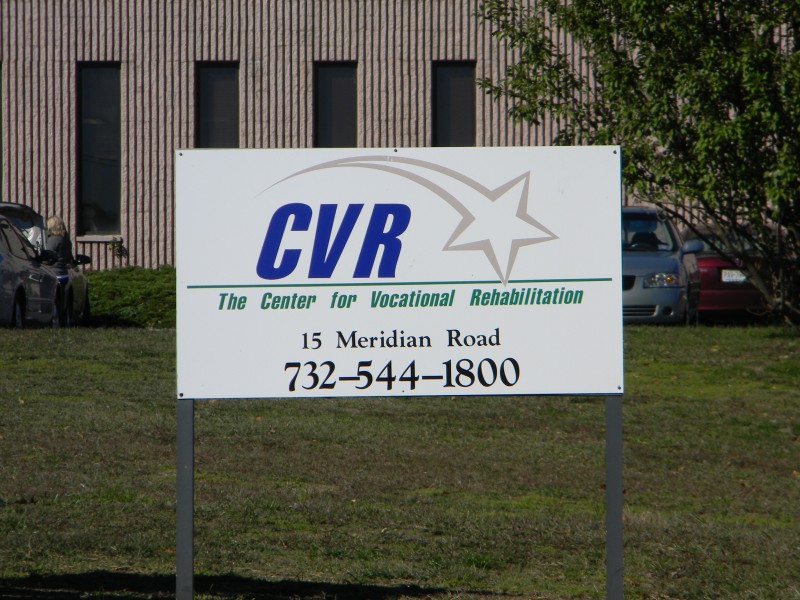 CVR
The Center for Vocational Rehabilitation
15 Meridian Road
732-544-1800